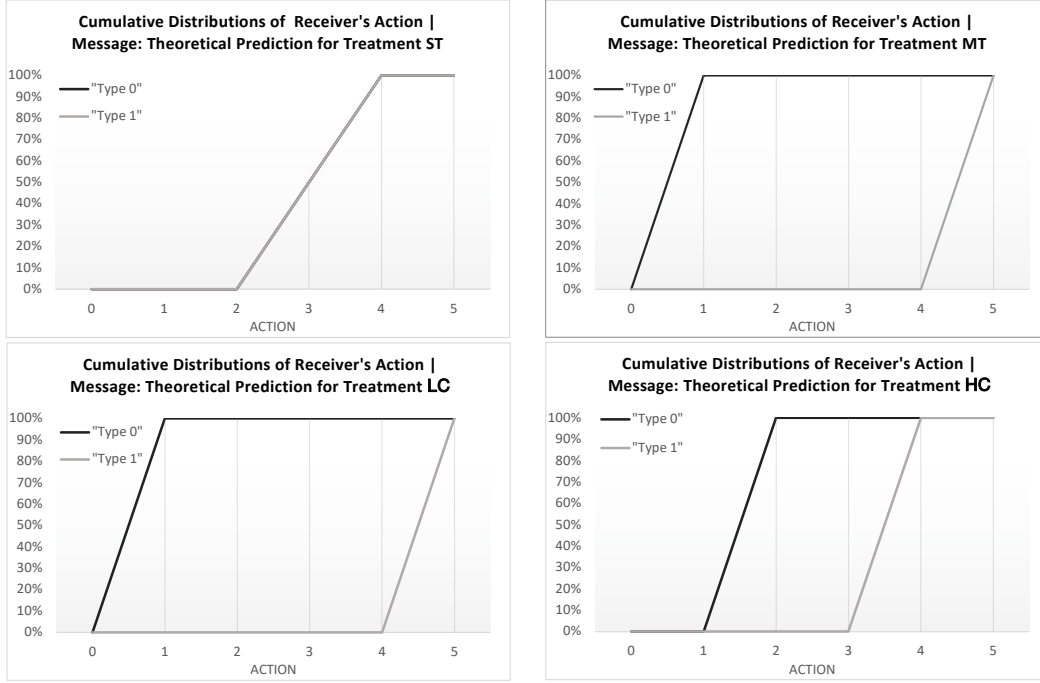 Cumulative Distributions of Receiver's Action |
Message: Theoretical Prediction for Treatment ST
100%
90%
80%
70%
60%
50%
40%
30%
20%
10%
0%
"Type 0"
"Type 1"
0 1 2 3 4 5
ACTION
Cumulative Distributions of Receiver's Action |
Message: Theoretical Prediction for Treatment MT
100%
90%
80%
70%
60%
50%
40%
30%
20%
10%
0%
"Type 0"
"Type 1"
0 1 2 3 4 5
ACTION
Cumulative Distributions of Receiver's Action |
Message: Theoretical Prediction for Treatment LC
100%
90%
80%
70%
60%
50%
40%
30%
20%
10%
0%
"Type 0"
"Type 1"
0 1 2 3 4 5
ACTION
Cumulative Distributions of Receiver's Action |
Message: Theoretical Prediction for Treatment HC
100%
90%
80%
70%
60%
50%
40%
30%
20%
10%
0%
"Type 0"
"Type 1"
0 1 2 3 4 5
ACTION